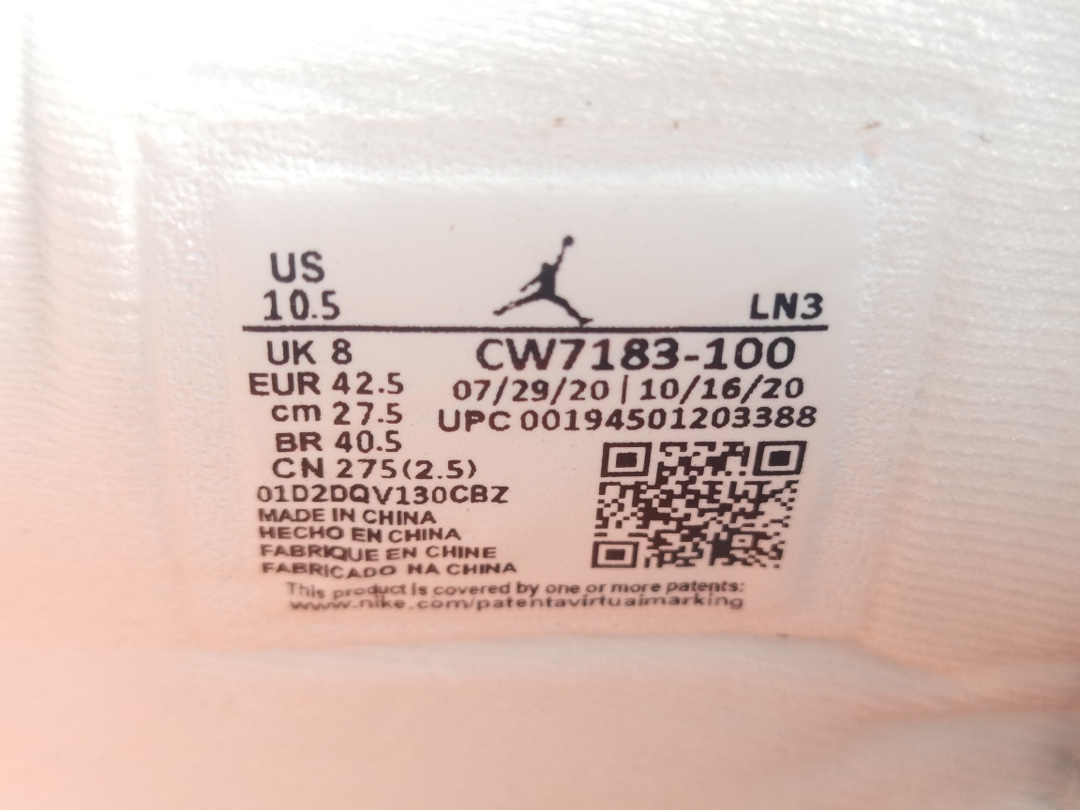 US
10.5
LN3
UK 8
EUR 42.5
cm 27.5
BR 40.5
CN 275(2.5)
CW7183-100
07/29/20 | 10/16/20
UPC 00194501203388
01D2DQV130CBZ
MADE IN CHINA
HECHO EN CHINA
FABRIQUE EN CHINE
FABRICADO NA CHINA
This product is covered by one or more patents:
www.nike.com/patentavirtuaimarking